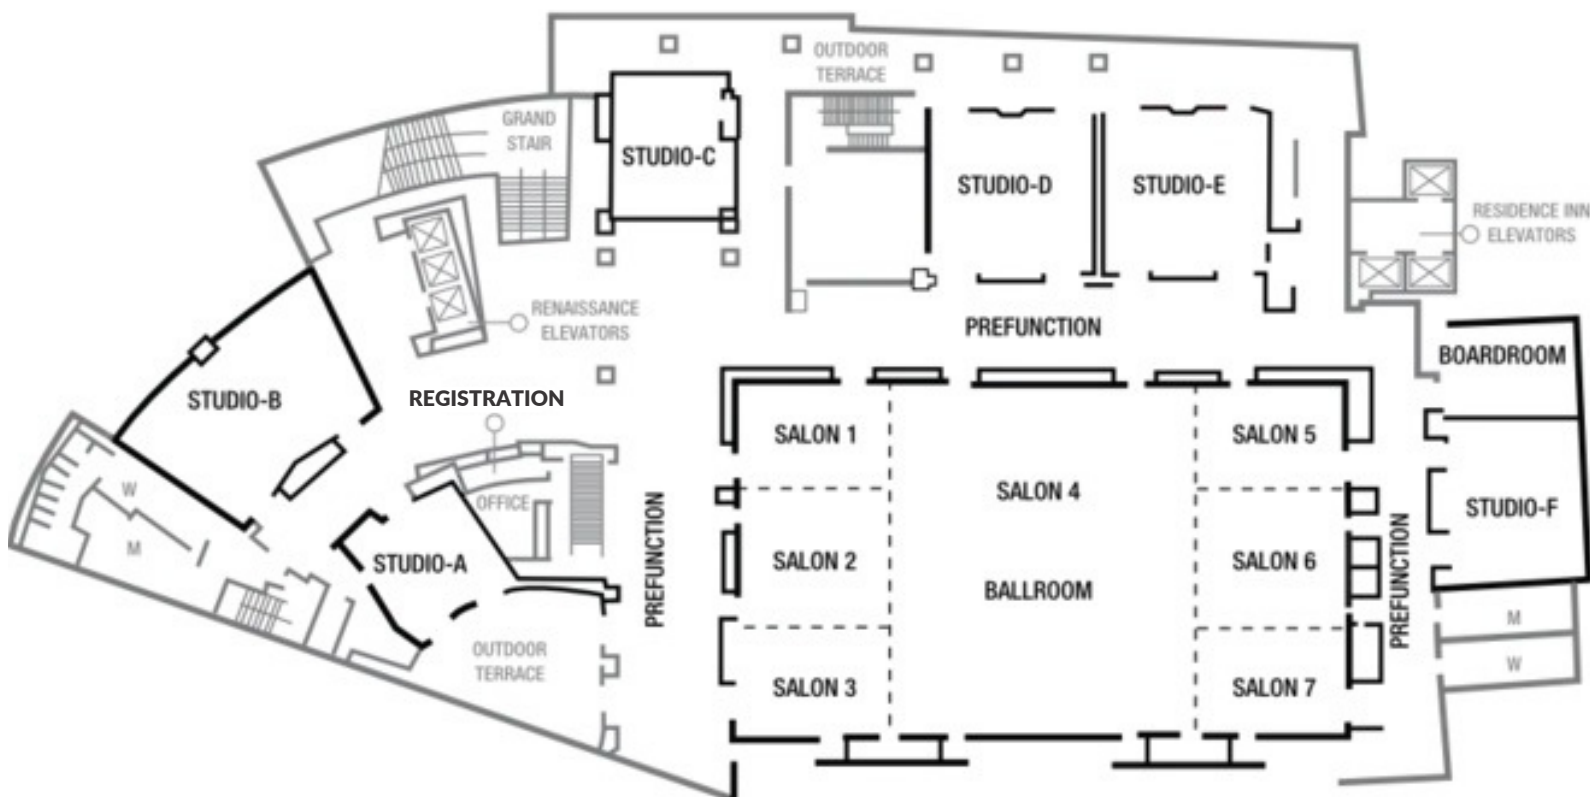 OUTDOOR
TERRACE
GRAND
STAIR
STUDIO-C
STUDIO-D
STUDIO-E
RESIDENCE INN
ELEVATORS
RENAISSANCE
ELEVATORS
PREFUNCTION
BOARDROOM
STUDIO-B
REGISTRATION
SALON 1
SALON 5
W
OFFICE
SALON 4
STUDIO-F
M
STUDIO-A
PREFUNCTION
SALON 2
BALLROOM
SALON 6
PREFUNCTION
M
OUTDOOR
TERRACE
SALON 3
SALON 7
W